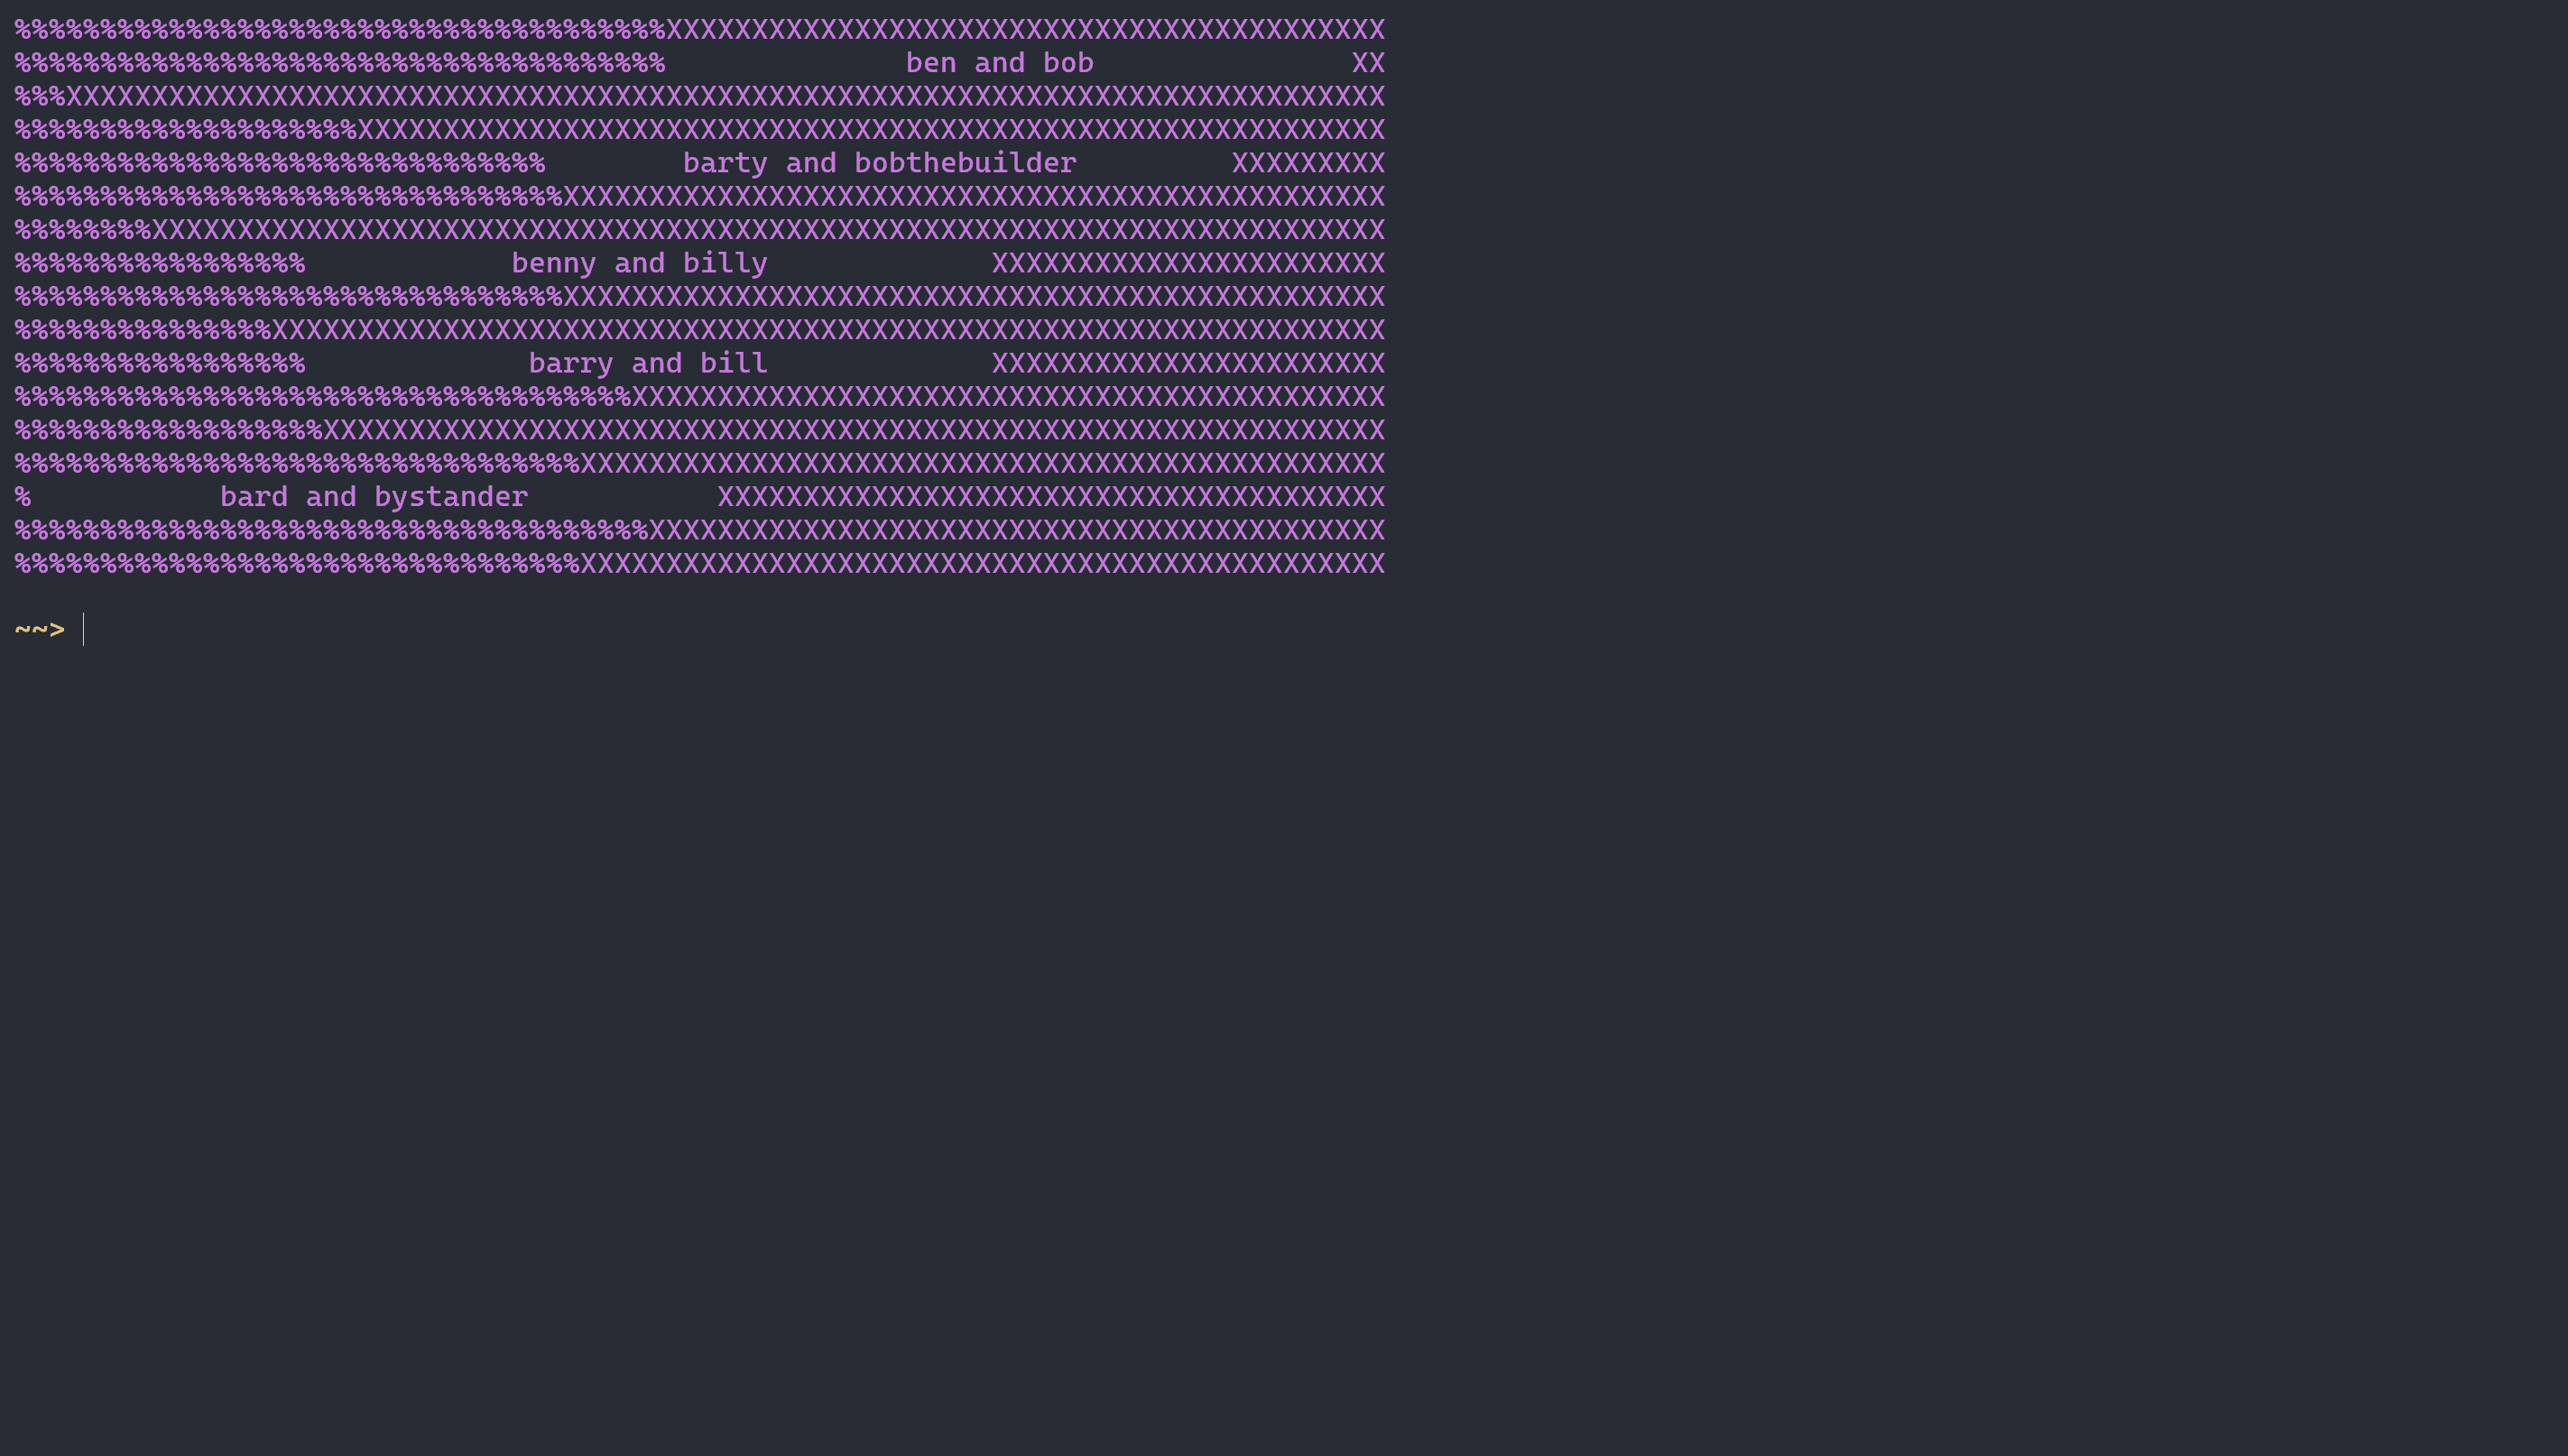 %%%%%%%%%%%%%%%%%%%%%%%%%%%%%%%%%%%%%%XXXXXXXXXXXXXXXXXXXXXXXXXXXXXXXXXXXXXXXXXX
%%%%%%%%%%%%%%%%%%%%%%%%%%%%%%%%%%%%%%              ben and bob               XX
%%%XXXXXXXXXXXXXXXXXXXXXXXXXXXXXXXXXXXXXXXXXXXXXXXXXXXXXXXXXXXXXXXXXXXXXXXXXXXXX
%%%%%%%%%%%%%%%%%%%%XXXXXXXXXXXXXXXXXXXXXXXXXXXXXXXXXXXXXXXXXXXXXXXXXXXXXXXXXXXX
%%%%%%%%%%%%%%%%%%%%%%%%%%%%%%%        barty and bobthebuilder         XXXXXXXXX
%%%%%%%%%%%%%%%%%%%%%%%%%%%%%%%%XXXXXXXXXXXXXXXXXXXXXXXXXXXXXXXXXXXXXXXXXXXXXXXX
%%%%%%%%XXXXXXXXXXXXXXXXXXXXXXXXXXXXXXXXXXXXXXXXXXXXXXXXXXXXXXXXXXXXXXXXXXXXXXXX
%%%%%%%%%%%%%%%%%            benny and billy             XXXXXXXXXXXXXXXXXXXXXXX
%%%%%%%%%%%%%%%%%%%%%%%%%%%%%%%%XXXXXXXXXXXXXXXXXXXXXXXXXXXXXXXXXXXXXXXXXXXXXXXX
%%%%%%%%%%%%%%%XXXXXXXXXXXXXXXXXXXXXXXXXXXXXXXXXXXXXXXXXXXXXXXXXXXXXXXXXXXXXXXXX
%%%%%%%%%%%%%%%%%             barry and bill             XXXXXXXXXXXXXXXXXXXXXXX
%%%%%%%%%%%%%%%%%%%%%%%%%%%%%%%%%%%%XXXXXXXXXXXXXXXXXXXXXXXXXXXXXXXXXXXXXXXXXXXX
%%%%%%%%%%%%%%%%%%XXXXXXXXXXXXXXXXXXXXXXXXXXXXXXXXXXXXXXXXXXXXXXXXXXXXXXXXXXXXXX
%%%%%%%%%%%%%%%%%%%%%%%%%%%%%%%%%XXXXXXXXXXXXXXXXXXXXXXXXXXXXXXXXXXXXXXXXXXXXXXX
%           bard and bystander           XXXXXXXXXXXXXXXXXXXXXXXXXXXXXXXXXXXXXXX
%%%%%%%%%%%%%%%%%%%%%%%%%%%%%%%%%%%%%XXXXXXXXXXXXXXXXXXXXXXXXXXXXXXXXXXXXXXXXXXX
%%%%%%%%%%%%%%%%%%%%%%%%%%%%%%%%%XXXXXXXXXXXXXXXXXXXXXXXXXXXXXXXXXXXXXXXXXXXXXXX
~~>